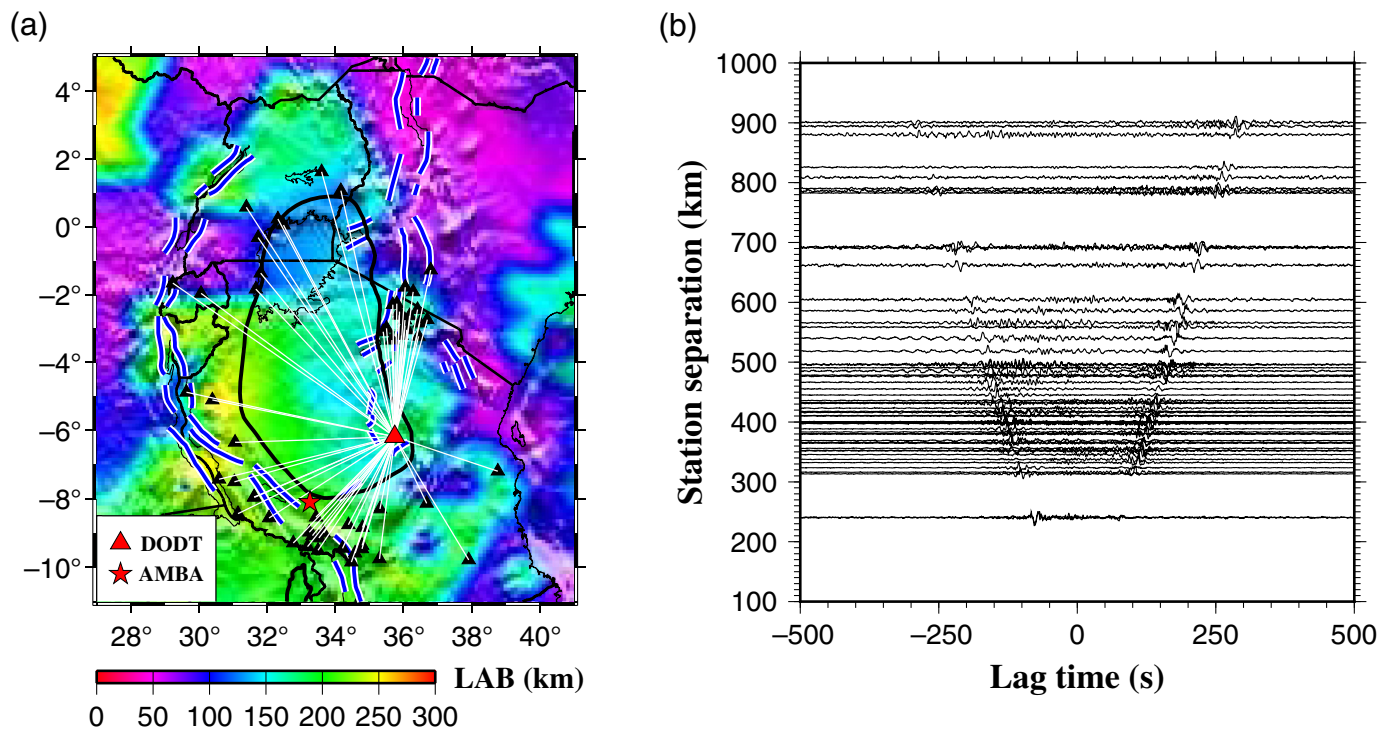 (a)
4°
2°
0°
−2°
−4°
−6°
−8°
−10°
DODT
AMBA
28° 30° 32° 34° 36° 38° 40°
LAB (km)
0 50 100 150 200 250 300
(b)
1000
900
800
700
600
500
400
300
200
100
Station separation (km)
−500 −250 0 250 500
Lag time (s)